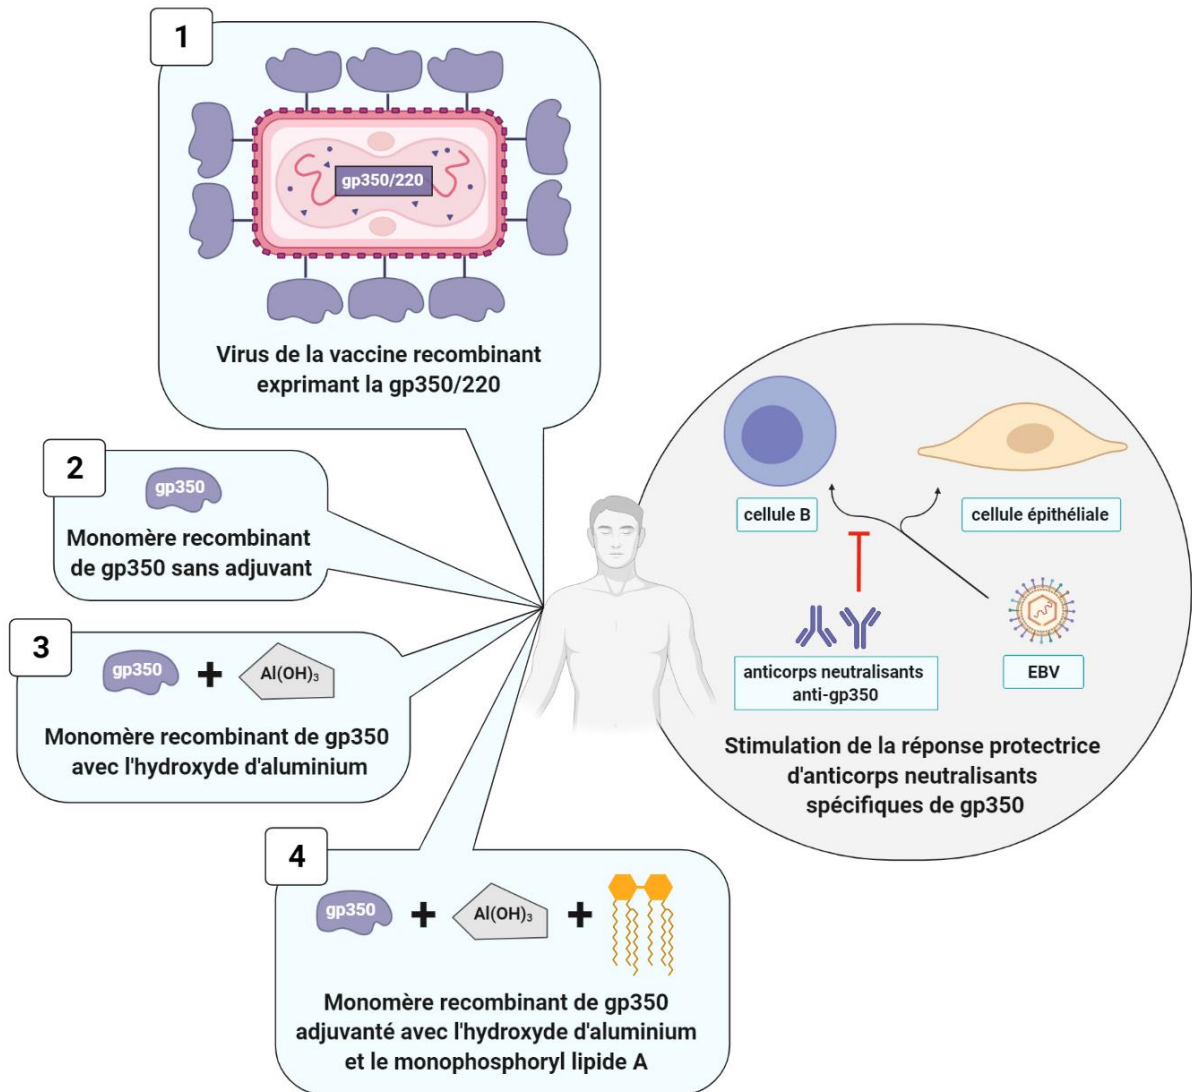 1
gp350/220
Virus de la vaccine recombinant
exprimant la gp350/220
2
gp350
Monomère recombinant
de gp350 sans adjuvant
3
gp350
+
Al(OH)₃
Monomère recombinant de gp350
avec l'hydroxyde d'aluminium
4
gp350
+
Al(OH)₃
+
Monomère recombinant de gp350
adjuvanté avec l'hydroxyde d'aluminium
et le monophosphoryl lipide A
cellule B
cellule épithéliale
anticorps neutralisants
anti-gp350
EBV
Stimulation de la réponse protectrice
d'anticorps neutralisants
spécifiques de gp350